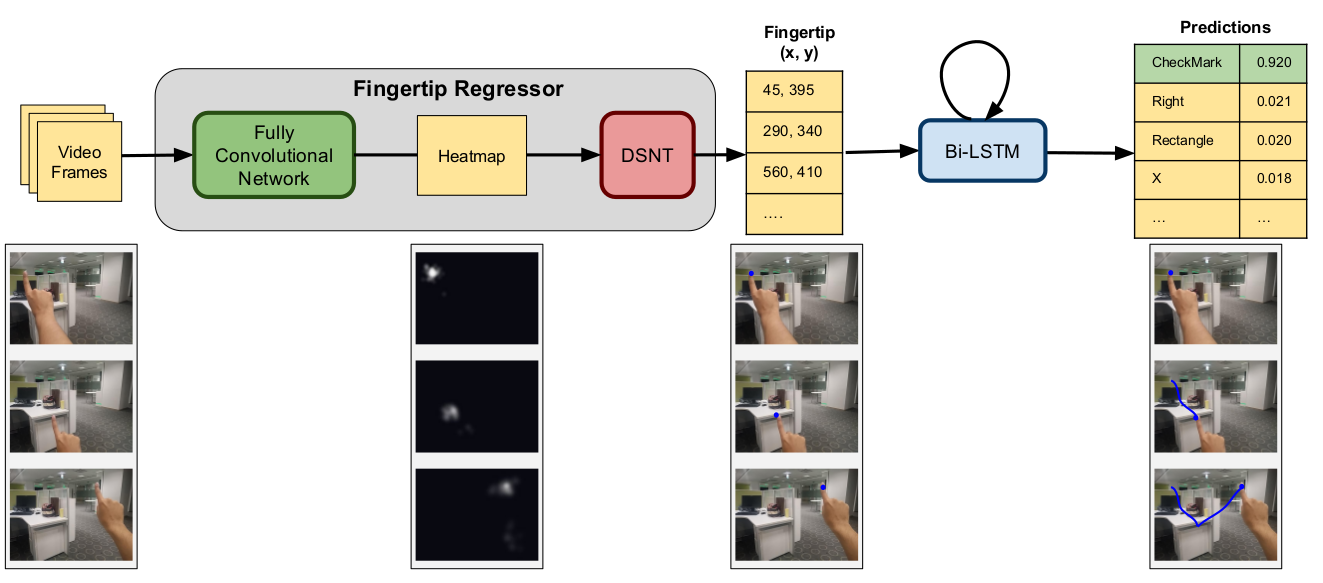 Fingertip Regressor
Video
Frames
Fully
Convolutional
Network
Heatmap
DSNT
Fingertip
(x, y)
45, 395
290, 340
560, 410
....
Bi-LSTM
Predictions
CheckMark 0.920
Right 0.021
Rectangle 0.020
X 0.018
... ...